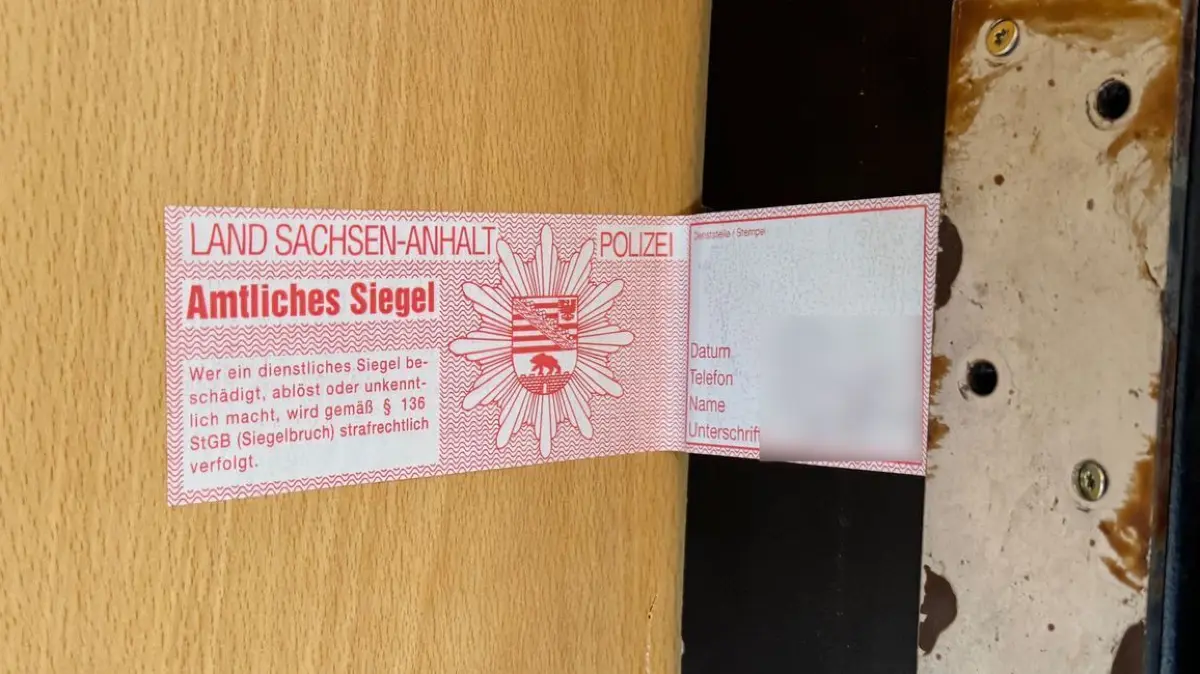 LAND SACHSEN-ANHALT POLIZEI
Amtliches Siegel
Wer ein dienstliches Siegel be-
schädigt, ablöst oder unkennt-
lich macht, wird gemäß § 136
StGB (Siegelbruch) strafrechtlich
verfolgt.
Dienststelle / Stempel
Datum
Telefon
Name
Unterschrift